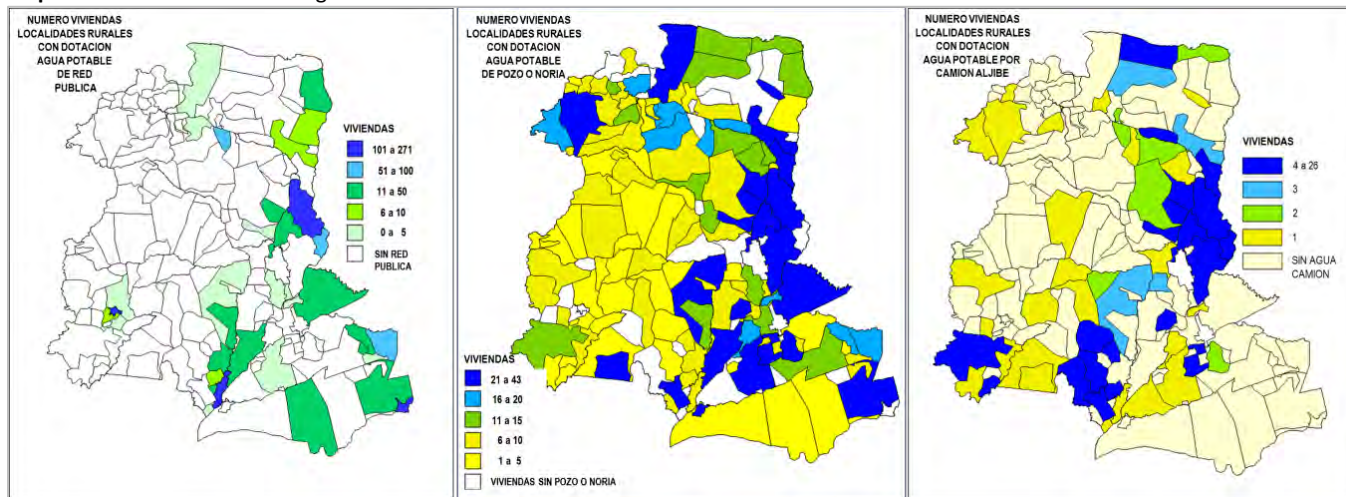 NUMERO VIVIENDAS
LOCALIDADES RURALES
CON DOTACION
AGUA POTABLE
DE RED
PUBLICA
VIVIENDAS
101 a 271
51 a 100
11 a 50
6 a 10
0 a 5
SIN RED
PUBLICA
NUMERO VIVIENDAS
LOCALIDADES RURALES
CON DOTACION
AGUA POTABLE
DE POZO O NORIA
VIVIENDAS
21 a 43
16 a 20
11 a 15
6 a 10
1 a 5
VIVIENDAS SIN POZO O NORIA
NUMERO VIVIENDAS
LOCALIDADES RURALES
CON DOTACION
AGUA POTABLE POR
CAMION ALJIBE
VIVIENDAS
4 a 26
3
2
1
SIN AGUA
CAMION